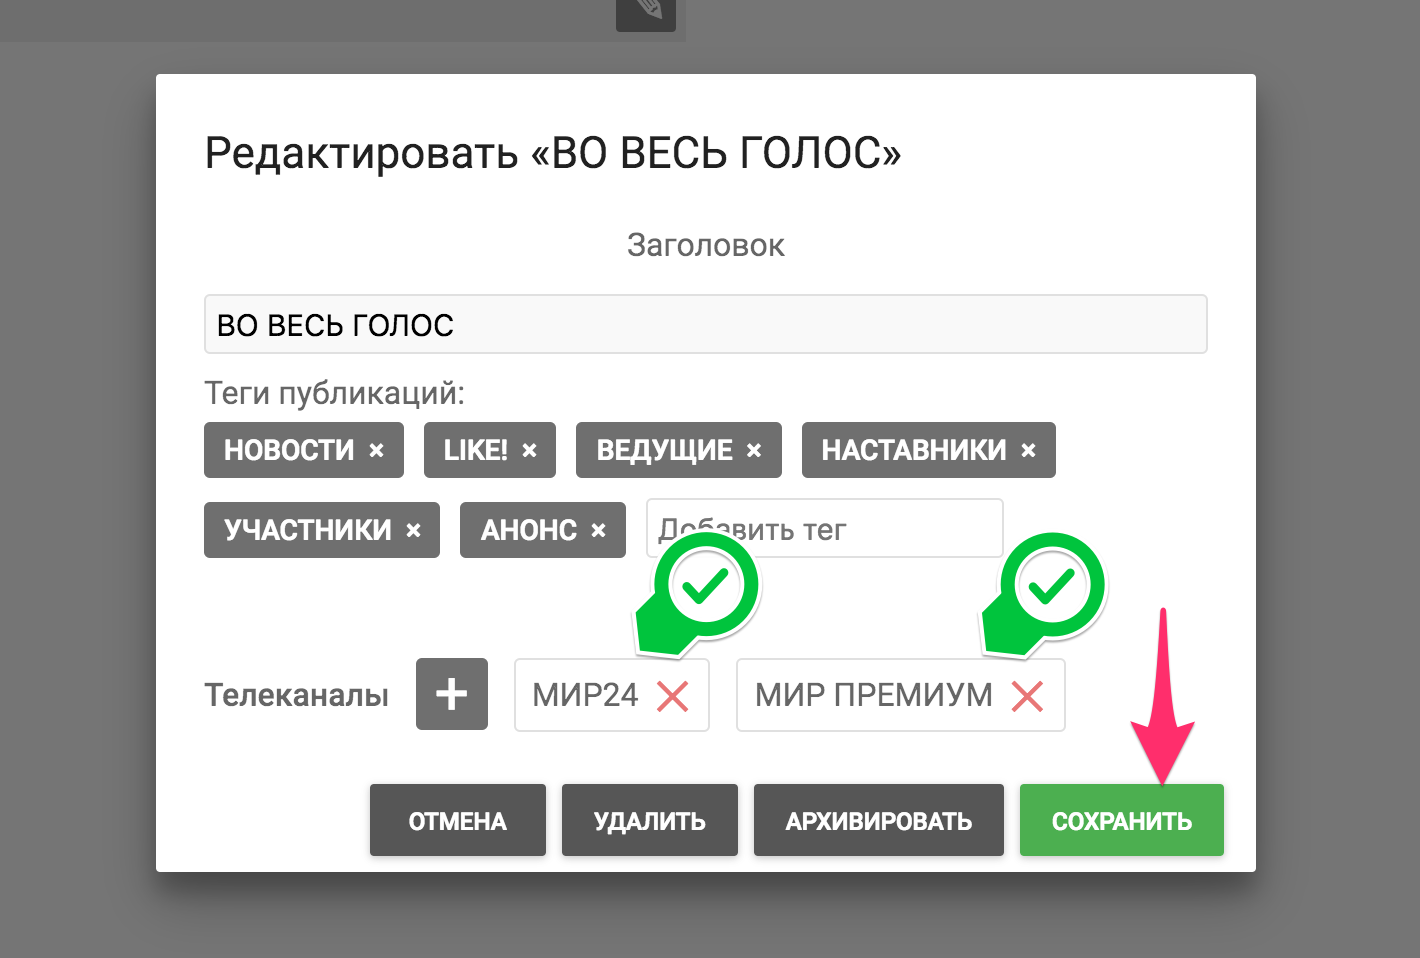 Редактировать «ВО ВЕСЬ ГОЛОС»
Заголовок
ВО ВЕСЬ ГОЛОС
Теги публикаций:
НОВОСТИ × LIKE! × ВЕДУЩИЕ × НАСТАВНИКИ ×
УЧАСТНИКИ × АНОНС × Добавить тег
Телеканалы + МИР24 МИР ПРЕМИУМ
ОТМЕНА УДАЛИТЬ АРХИВИРОВАТЬ СОХРАНИТЬ